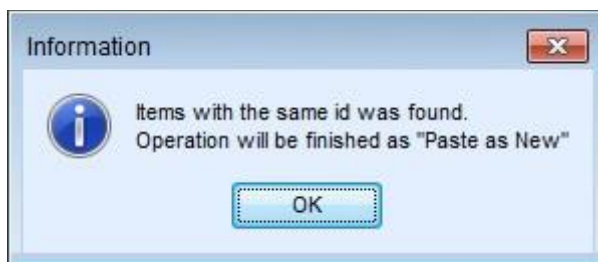 Information
Items with the same id was found.
Operation will be finished as "Paste as New"
OK